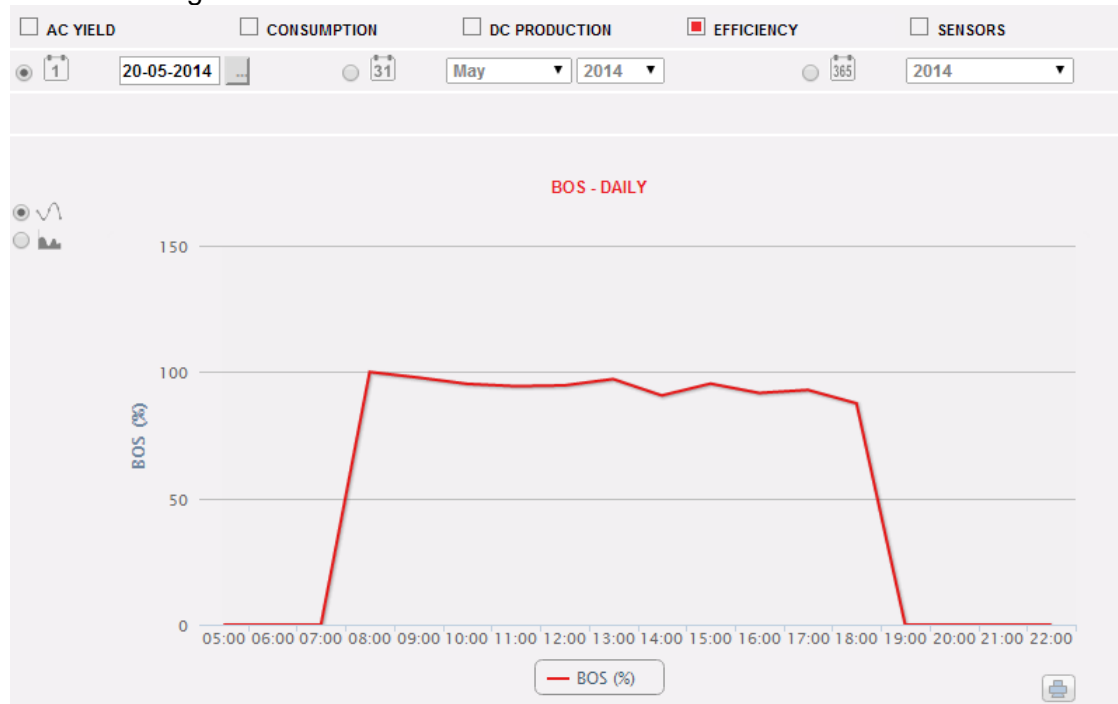 AC YIELD CONSUMPTION DC PRODUCTION EFFICIENCY SENSORS
1 20-05-2014 ... 31 May 2014 365 2014
BOS - DAILY
150
100
50
0
BOS (%)
05:00 06:00 07:00 08:00 09:00 10:00 11:00 12:00 13:00 14:00 15:00 16:00 17:00 18:00 19:00 20:00 21:00 22:00
BOS (%)